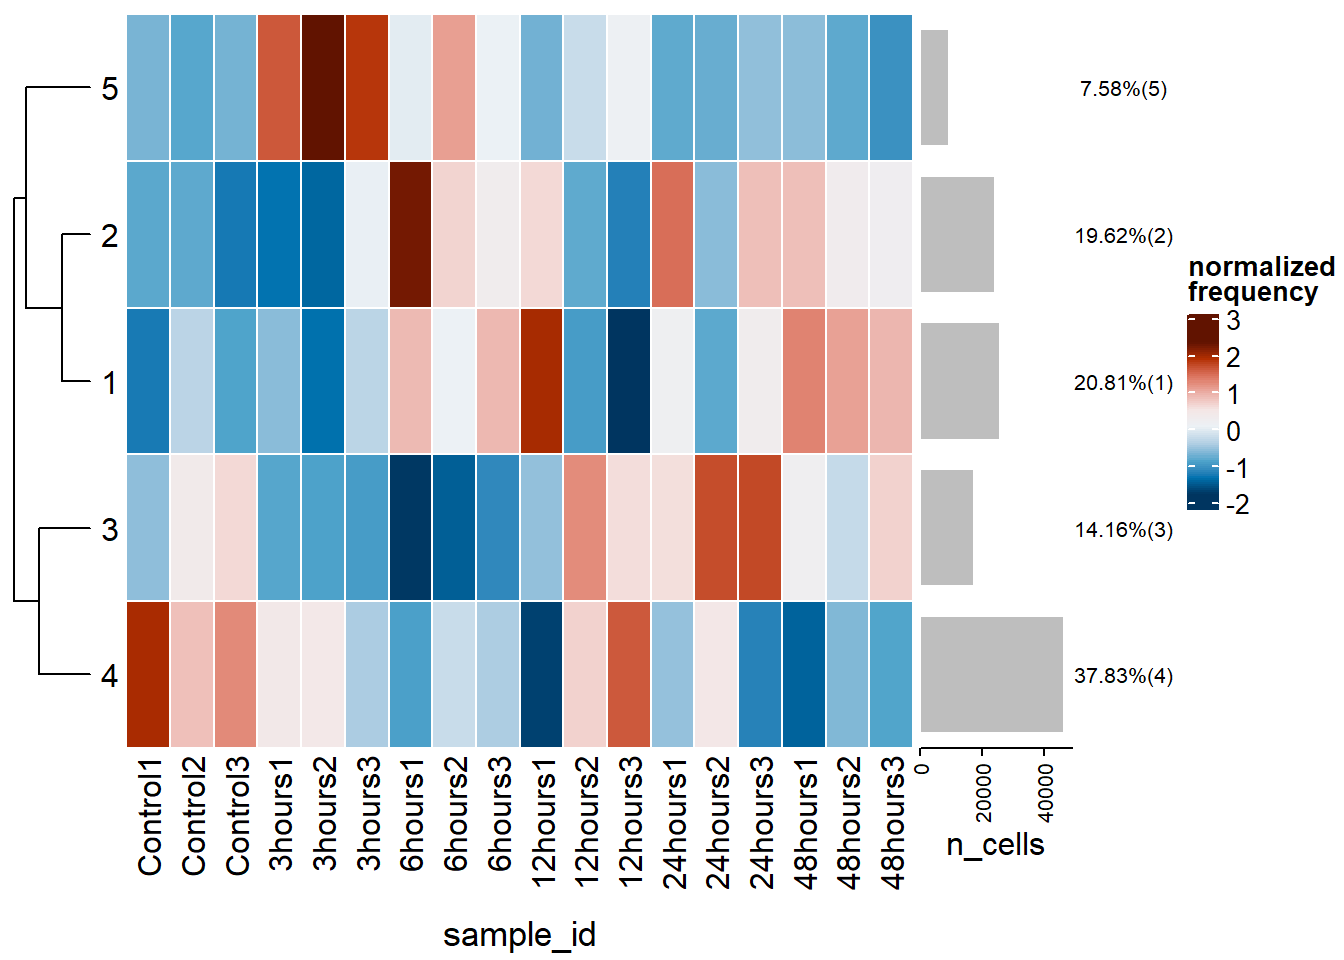 5
2
1
3
4
7.58%(5)
19.62%(2)
20.81%(1)
14.16%(3)
37.83%(4)
normalized
frequency
3
2
1
0
-1
-2
Control1
Control2
Control3
3hours1
3hours2
3hours3
6hours1
6hours2
6hours3
12hours1
12hours2
12hours3
24hours1
24hours2
24hours3
48hours1
48hours2
48hours3
sample_id
0
20000
40000
n_cells